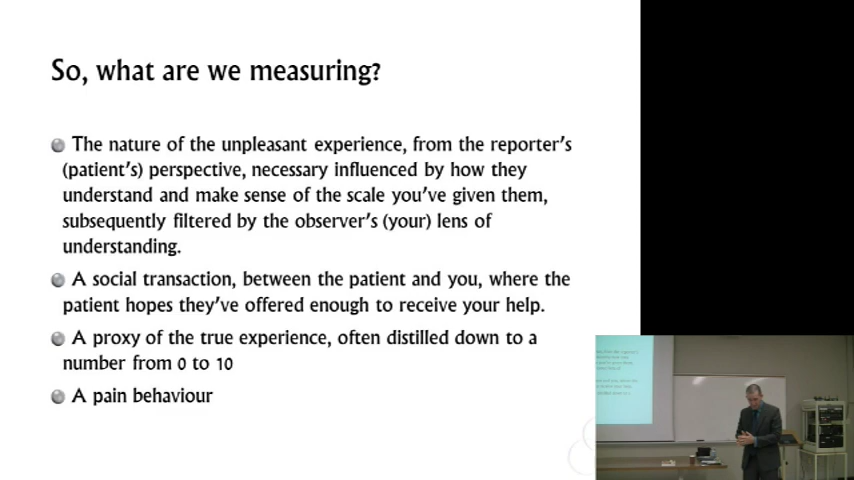 So, what are we measuring?
The nature of the unpleasant experience, from the reporter's
(patient's) perspective, necessary influenced by how they
understand and make sense of the scale you've given them,
subsequently filtered by the observer's (your) lens of
understanding.
A social transaction, between the patient and you, where the
patient hopes they've offered enough to receive your help.
A proxy of the true experience, often distilled down to a
number from 0 to 10
A pain behaviour